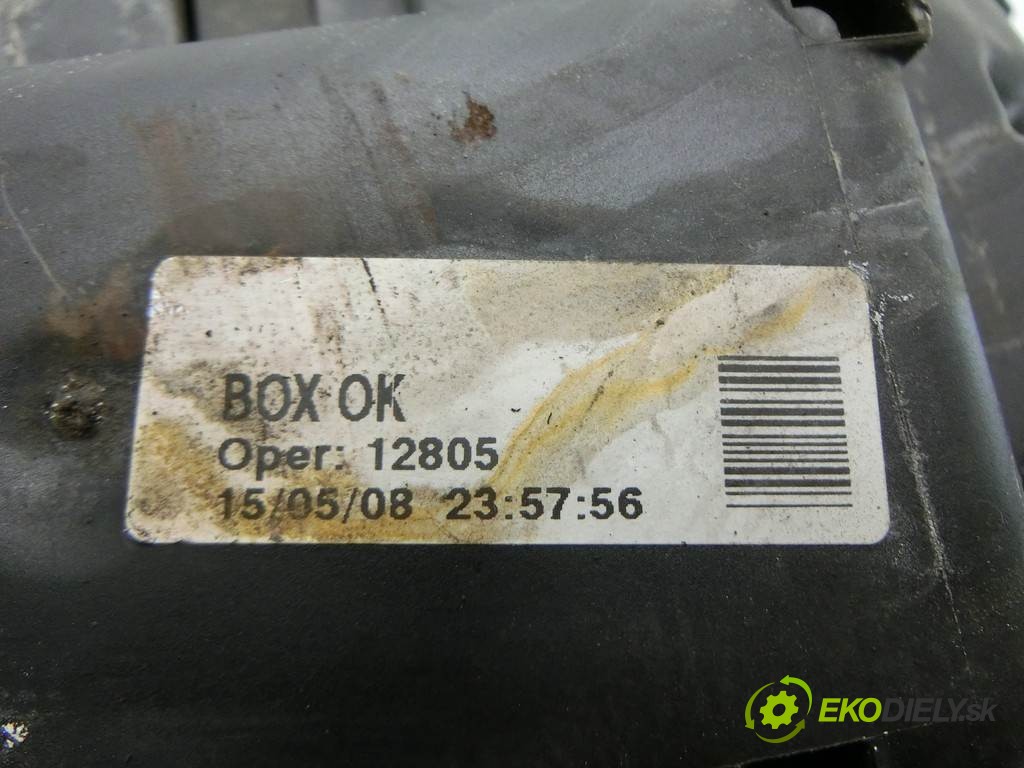 BOX OK
Oper: 12805
15/05/08 23:57:56
EKODIELY.sk